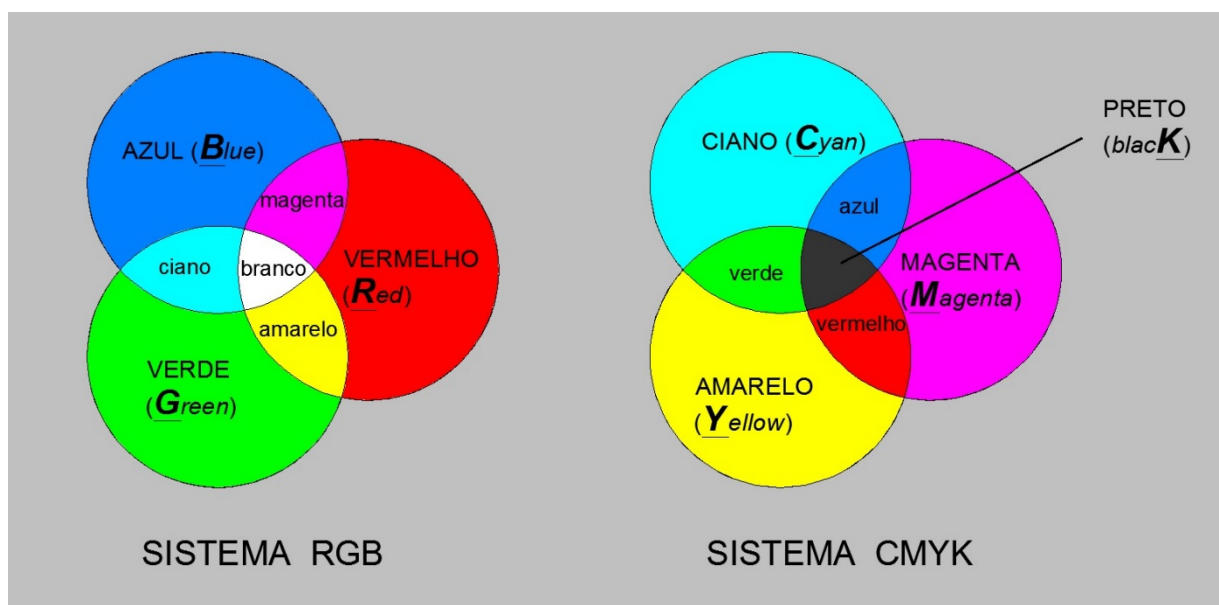 AZUL (Blue)
magenta
ciano
branco
VERMELHO
(Red)
amarelo
VERDE
(Green)
SISTEMA RGB
CIANO (Cyan)
PRETO
(blacK)
azul
verde
MAGENTA
(Magenta)
vermelho
AMARELO
(Yellow)
SISTEMA CMYK